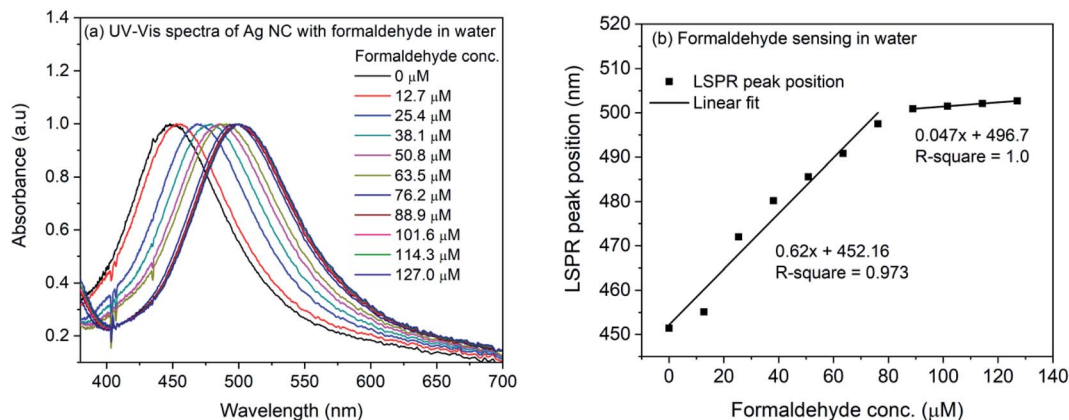 (a) UV-Vis spectra of Ag NC with formaldehyde in water
Formaldehyde conc.
0 μM
12.7 μM
25.4 μM
38.1 μM
50.8 μM
63.5 μM
76.2 μM
88.9 μM
101.6 μM
114.3 μM
127.0 μM
1.4
1.2
1.0
0.8
0.6
0.4
0.2
Absorbance (a.u)
400 450 500 550 600 650 700
Wavelength (nm)
(b) Formaldehyde sensing in water
LSPR peak position
Linear fit
0.047x + 496.7
R-square = 1.0
0.62x + 452.16
R-square = 0.973
520
510
500
490
480
470
460
450
LSPR peak position (nm)
0 20 40 60 80 100 120 140
Formaldehyde conc. (μM)